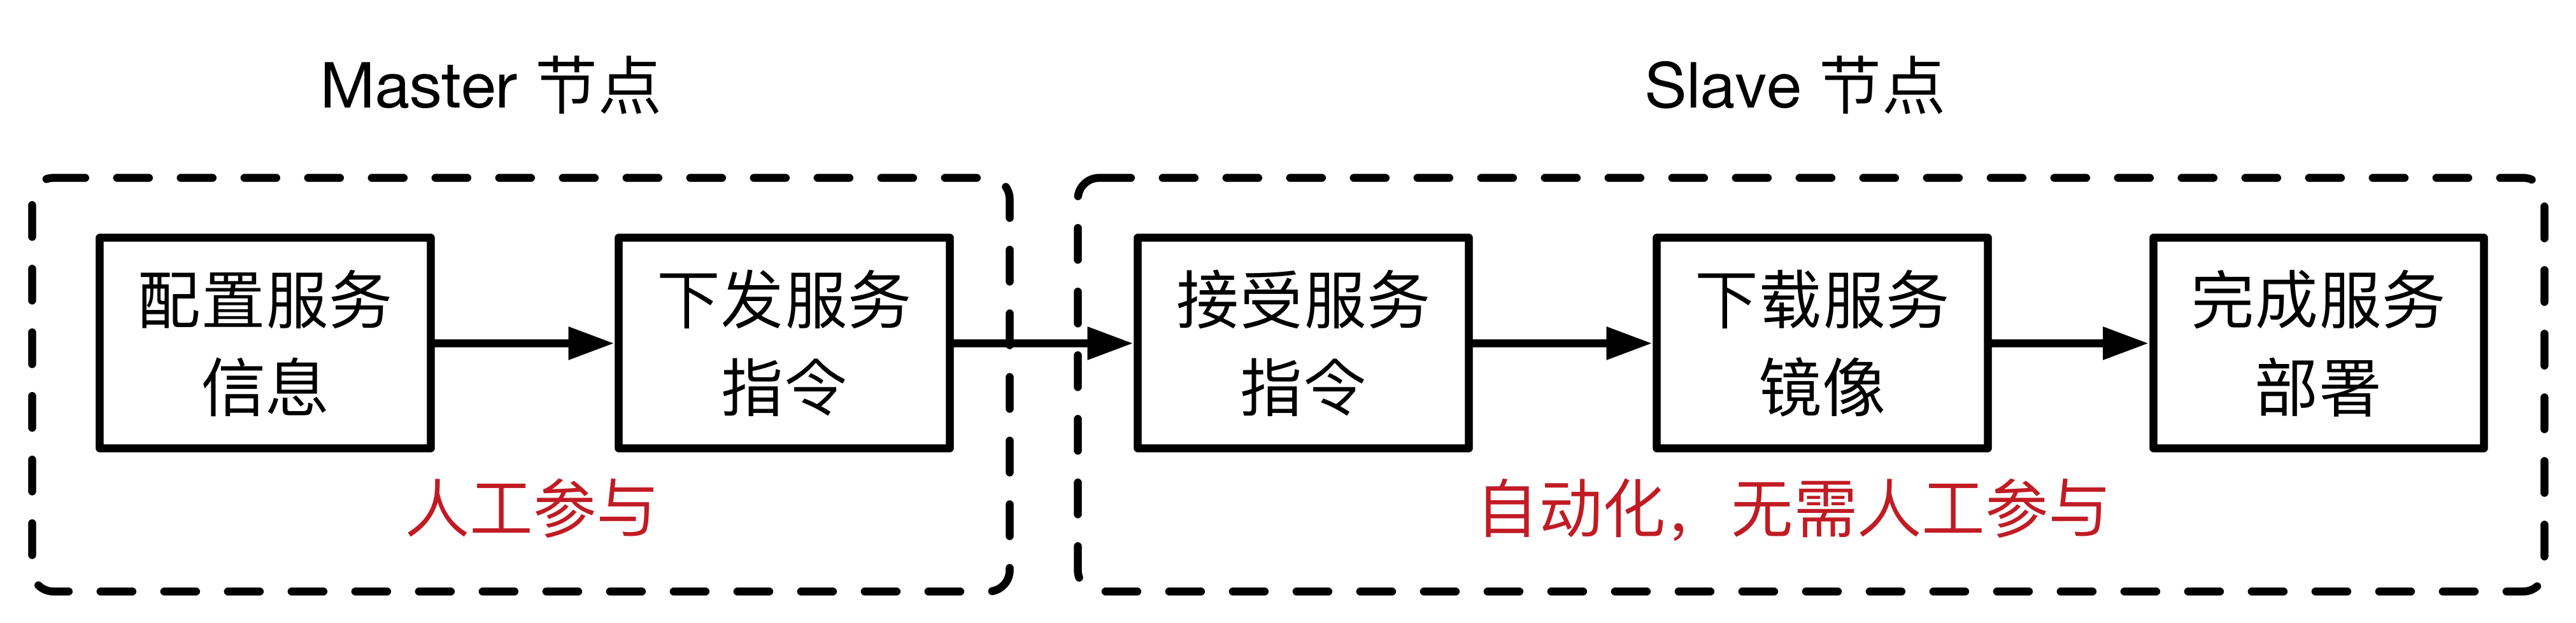 Master 节点
Slave 节点
配置服务
信息
下发服务
指令
接受服务
指令
下载服务
镜像
完成服务
部署
人工参与
自动化，无需人工参与